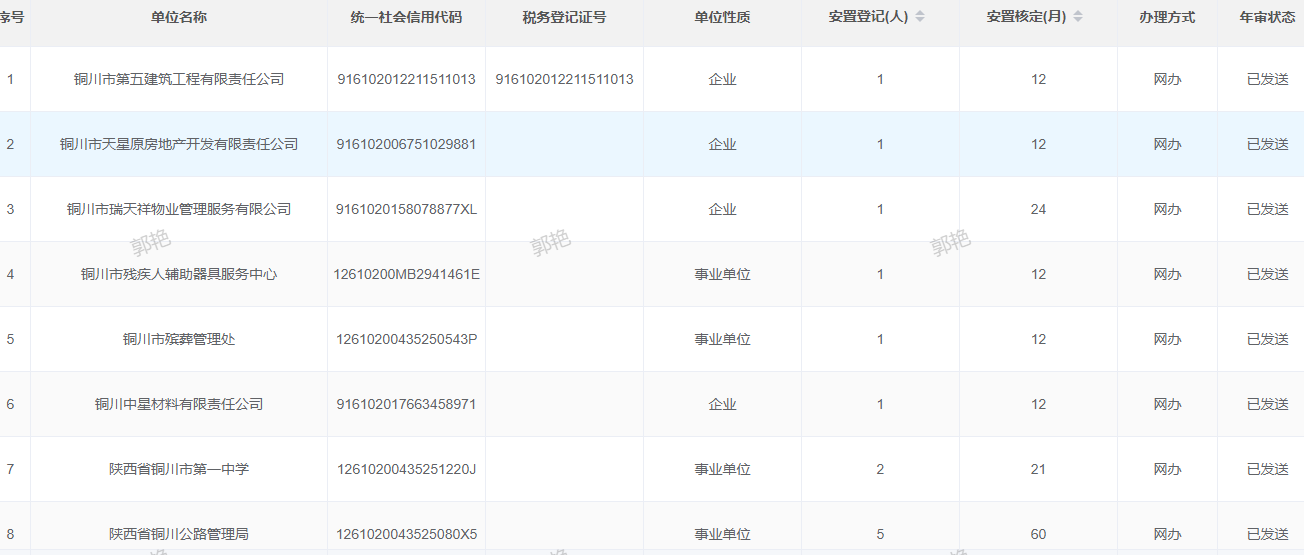 序号 单位名称 统一社会信用代码 税务登记证号 单位性质 安置登记(人) 安置核定(月) 办理方式 年审状态
1 铜川市第五建筑工程有限责任公司 916102012211511013 916102012211511013 企业 1 12 网办 已发送
2 铜川市天星原房地产开发有限责任公司 916102006751029881 企业 1 12 网办 已发送
3 铜川市瑞天祥物业管理服务有限公司 9161020158078877XL 企业 1 24 网办 已发送
郭艳 郭艳 郭艳
4 铜川市残疾人辅助器具服务中心 12610200MB2941461E 事业单位 1 12 网办 已发送
5 铜川市殡葬管理处 12610200435250543P 事业单位 1 12 网办 已发送
6 铜川中星材料有限责任公司 916102017663458971 企业 1 12 网办 已发送
7 陕西省铜川市第一中学 12610200435251220J 事业单位 2 21 网办 已发送
8 陕西省铜川公路管理局 1261020043525080X5 事业单位 5 60 网办 已发送